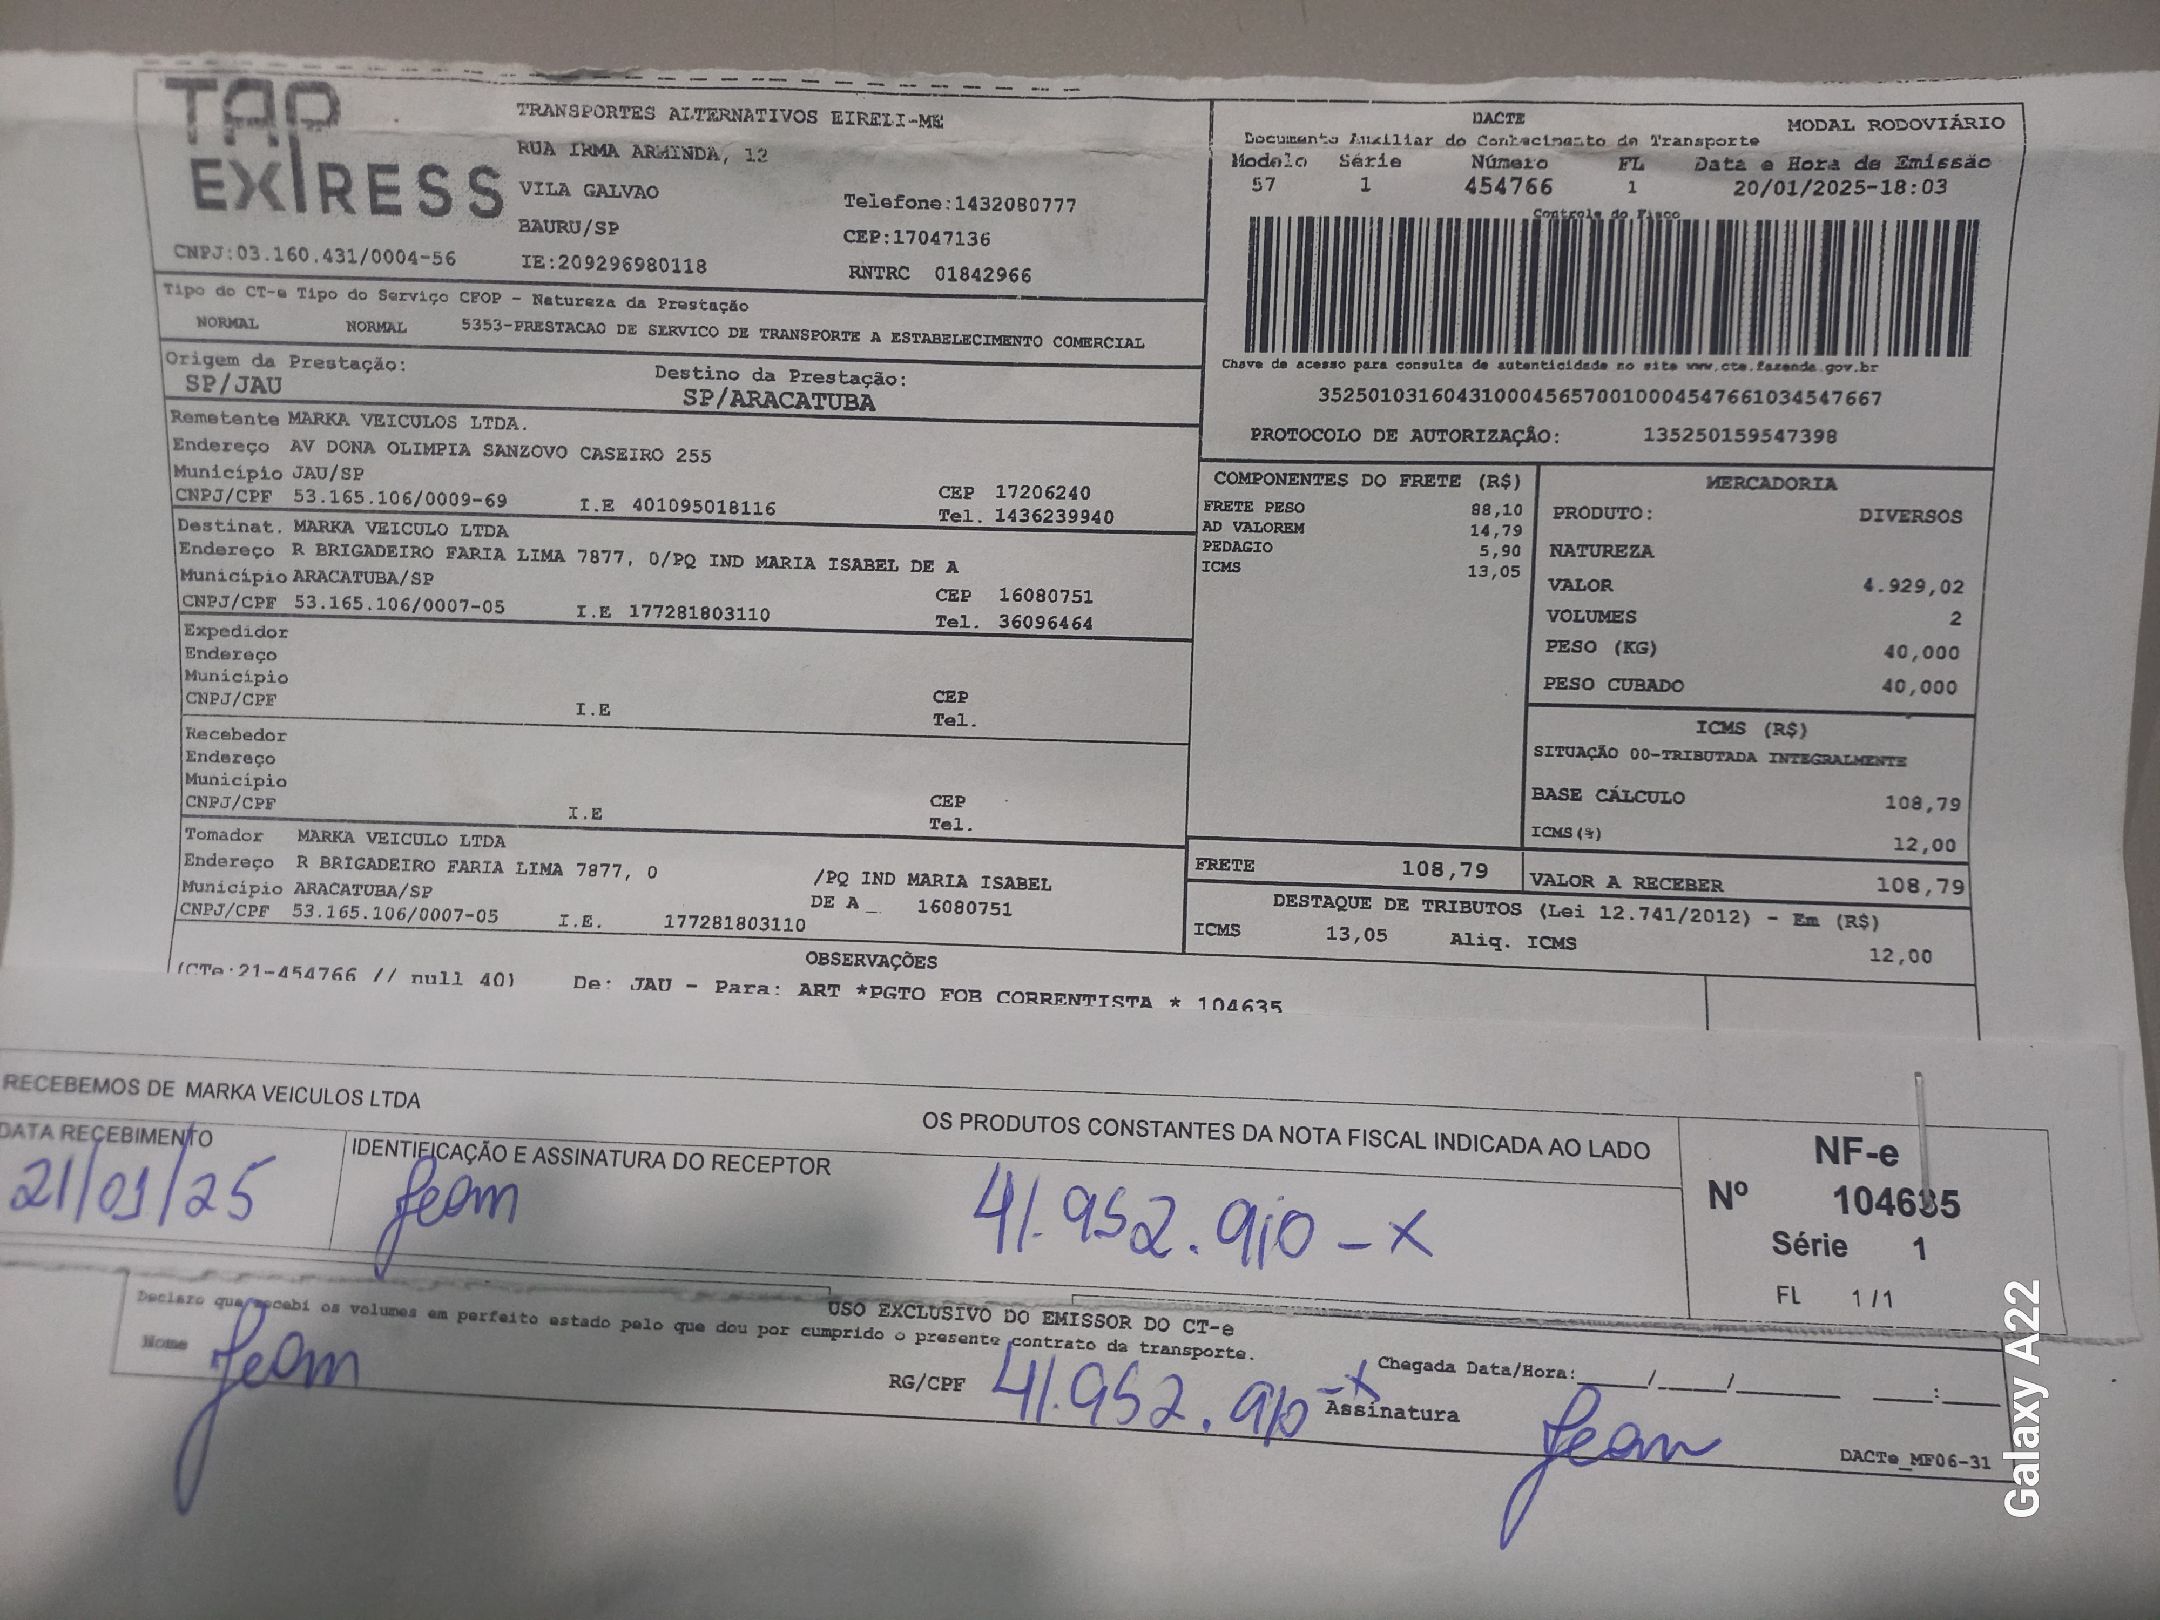 TAP EXPRESS
TRANSPORTES ALTERNATIVOS EIRELI-ME
RUA IRMA ARMINDA, 12
VILA GALVAO
BAURU/SP
Telefone:1432080777
CEP:17047136
CNPJ:03.160.431/0004-56
IE:209296980118
RNTRC 01842966
DACTE
MODAL RODOVIÁRIO
Documento Auxiliar do Conhecimento de Transporte
Modelo Série Número FL Data e Hora de Emissão
57 1 454766 1 20/01/2025-18:03
Controle do Fisco
Chave de acesso para consulta de autenticidade no site www.cte.fazenda.gov.br
35250103160431000456570010004547661034547667
PROTOCOLO DE AUTORIZAÇÃO: 135250159547398
Tipo do CT-e Tipo do Serviço CFOP - Natureza da Prestação
NORMAL NORMAL 5353-PRESTACAO DE SERVICO DE TRANSPORTE A ESTABELECIMENTO COMERCIAL
Origem da Prestação: Destino da Prestação:
SP/JAU SP/ARACATUBA
Remetente MARKA VEICULOS LTDA.
Endereço AV DONA OLIMPIA SANZOVO CASEIRO 255
Município JAU/SP CEP 17206240
CNPJ/CPF 53.165.106/0009-69 I.E 401095018116 Tel. 1436239940
Destinat. MARKA VEICULO LTDA
Endereço R BRIGADEIRO FARIA LIMA 7877, 0/PQ IND MARIA ISABEL DE A
Município ARACATUBA/SP CEP 16080751
CNPJ/CPF 53.165.106/0007-05 I.E 177281803110 Tel. 36096464
Expedidor
Endereço
Município CEP
CNPJ/CPF I.E Tel.
Recebedor
Endereço
Município CEP
CNPJ/CPF I.E Tel.
Tomador MARKA VEICULO LTDA
Endereço R BRIGADEIRO FARIA LIMA 7877, 0 /PQ IND MARIA ISABEL
Município ARACATUBA/SP DE A_ 16080751
CNPJ/CPF 53.165.106/0007-05 I.E. 177281803110
COMPONENTES DO FRETE (R$)
FRETE PESO 88,10
AD VALOREM 14,79
PEDAGIO 5,90
ICMS 13,05
MERCADORIA
PRODUTO: DIVERSOS
NATUREZA
VALOR 4.929,02
VOLUMES 2
PESO (KG) 40,000
PESO CUBADO 40,000
ICMS (R$)
SITUAÇÃO 00-TRIBUTADA INTEGRALMENTE
BASE CÁLCULO 108,79
ICMS(%) 12,00
FRETE 108,79 VALOR A RECEBER 108,79
DESTAQUE DE TRIBUTOS (Lei 12.741/2012) - Em (R$)
ICMS 13,05 Aliq. ICMS 12,00
OBSERVAÇÕES
(CTe:21-454766 // null 40) De: JAU - Para: ART *PGTO FOB CORRENTISTA * 104635
RECEBEMOS DE MARKA VEICULOS LTDA
OS PRODUTOS CONSTANTES DA NOTA FISCAL INDICADA AO LADO
DATA RECEBIMENTO
21/01/25
IDENTIFICAÇÃO E ASSINATURA DO RECEPTOR
Jean 41.952.910-X
NF-e
Nº 104635
Série 1
FL 1/1
USO EXCLUSIVO DO EMISSOR DO CT-e
Declaro que recebi os volumes em perfeito estado pelo que dou por cumprido o presente contrato da transporte.
Nome Jean
RG/CPF 41.952.910-X
Chegada Data/Hora:____/____/______ ___:___
Assinatura Jean
DACTe_MF06-31
Galaxy A22